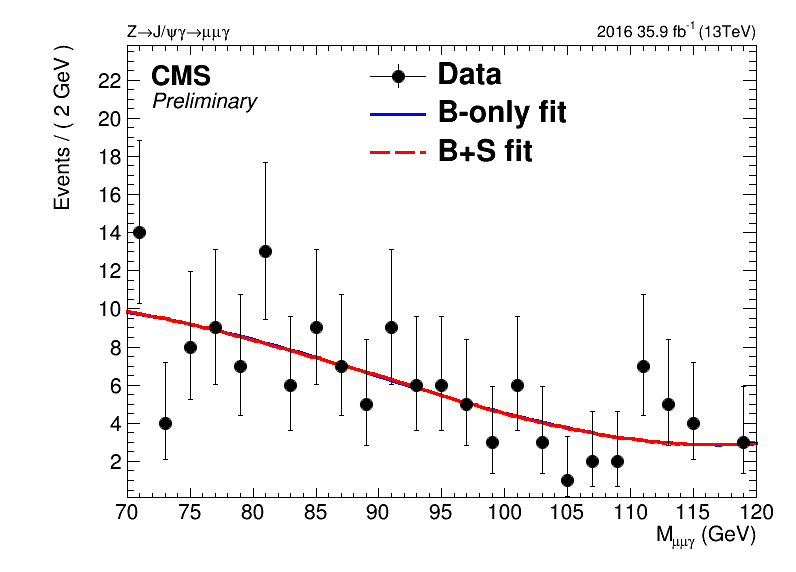 Z→J/ψγ→μμγ 2016 35.9 fb⁻¹ (13TeV)
CMS
Preliminary
Data
B-only fit
B+S fit
Events / ( 2 GeV )
22
20
18
16
14
12
10
8
6
4
2
70 75 80 85 90 95 100 105 110 115 120
M_μμγ (GeV)